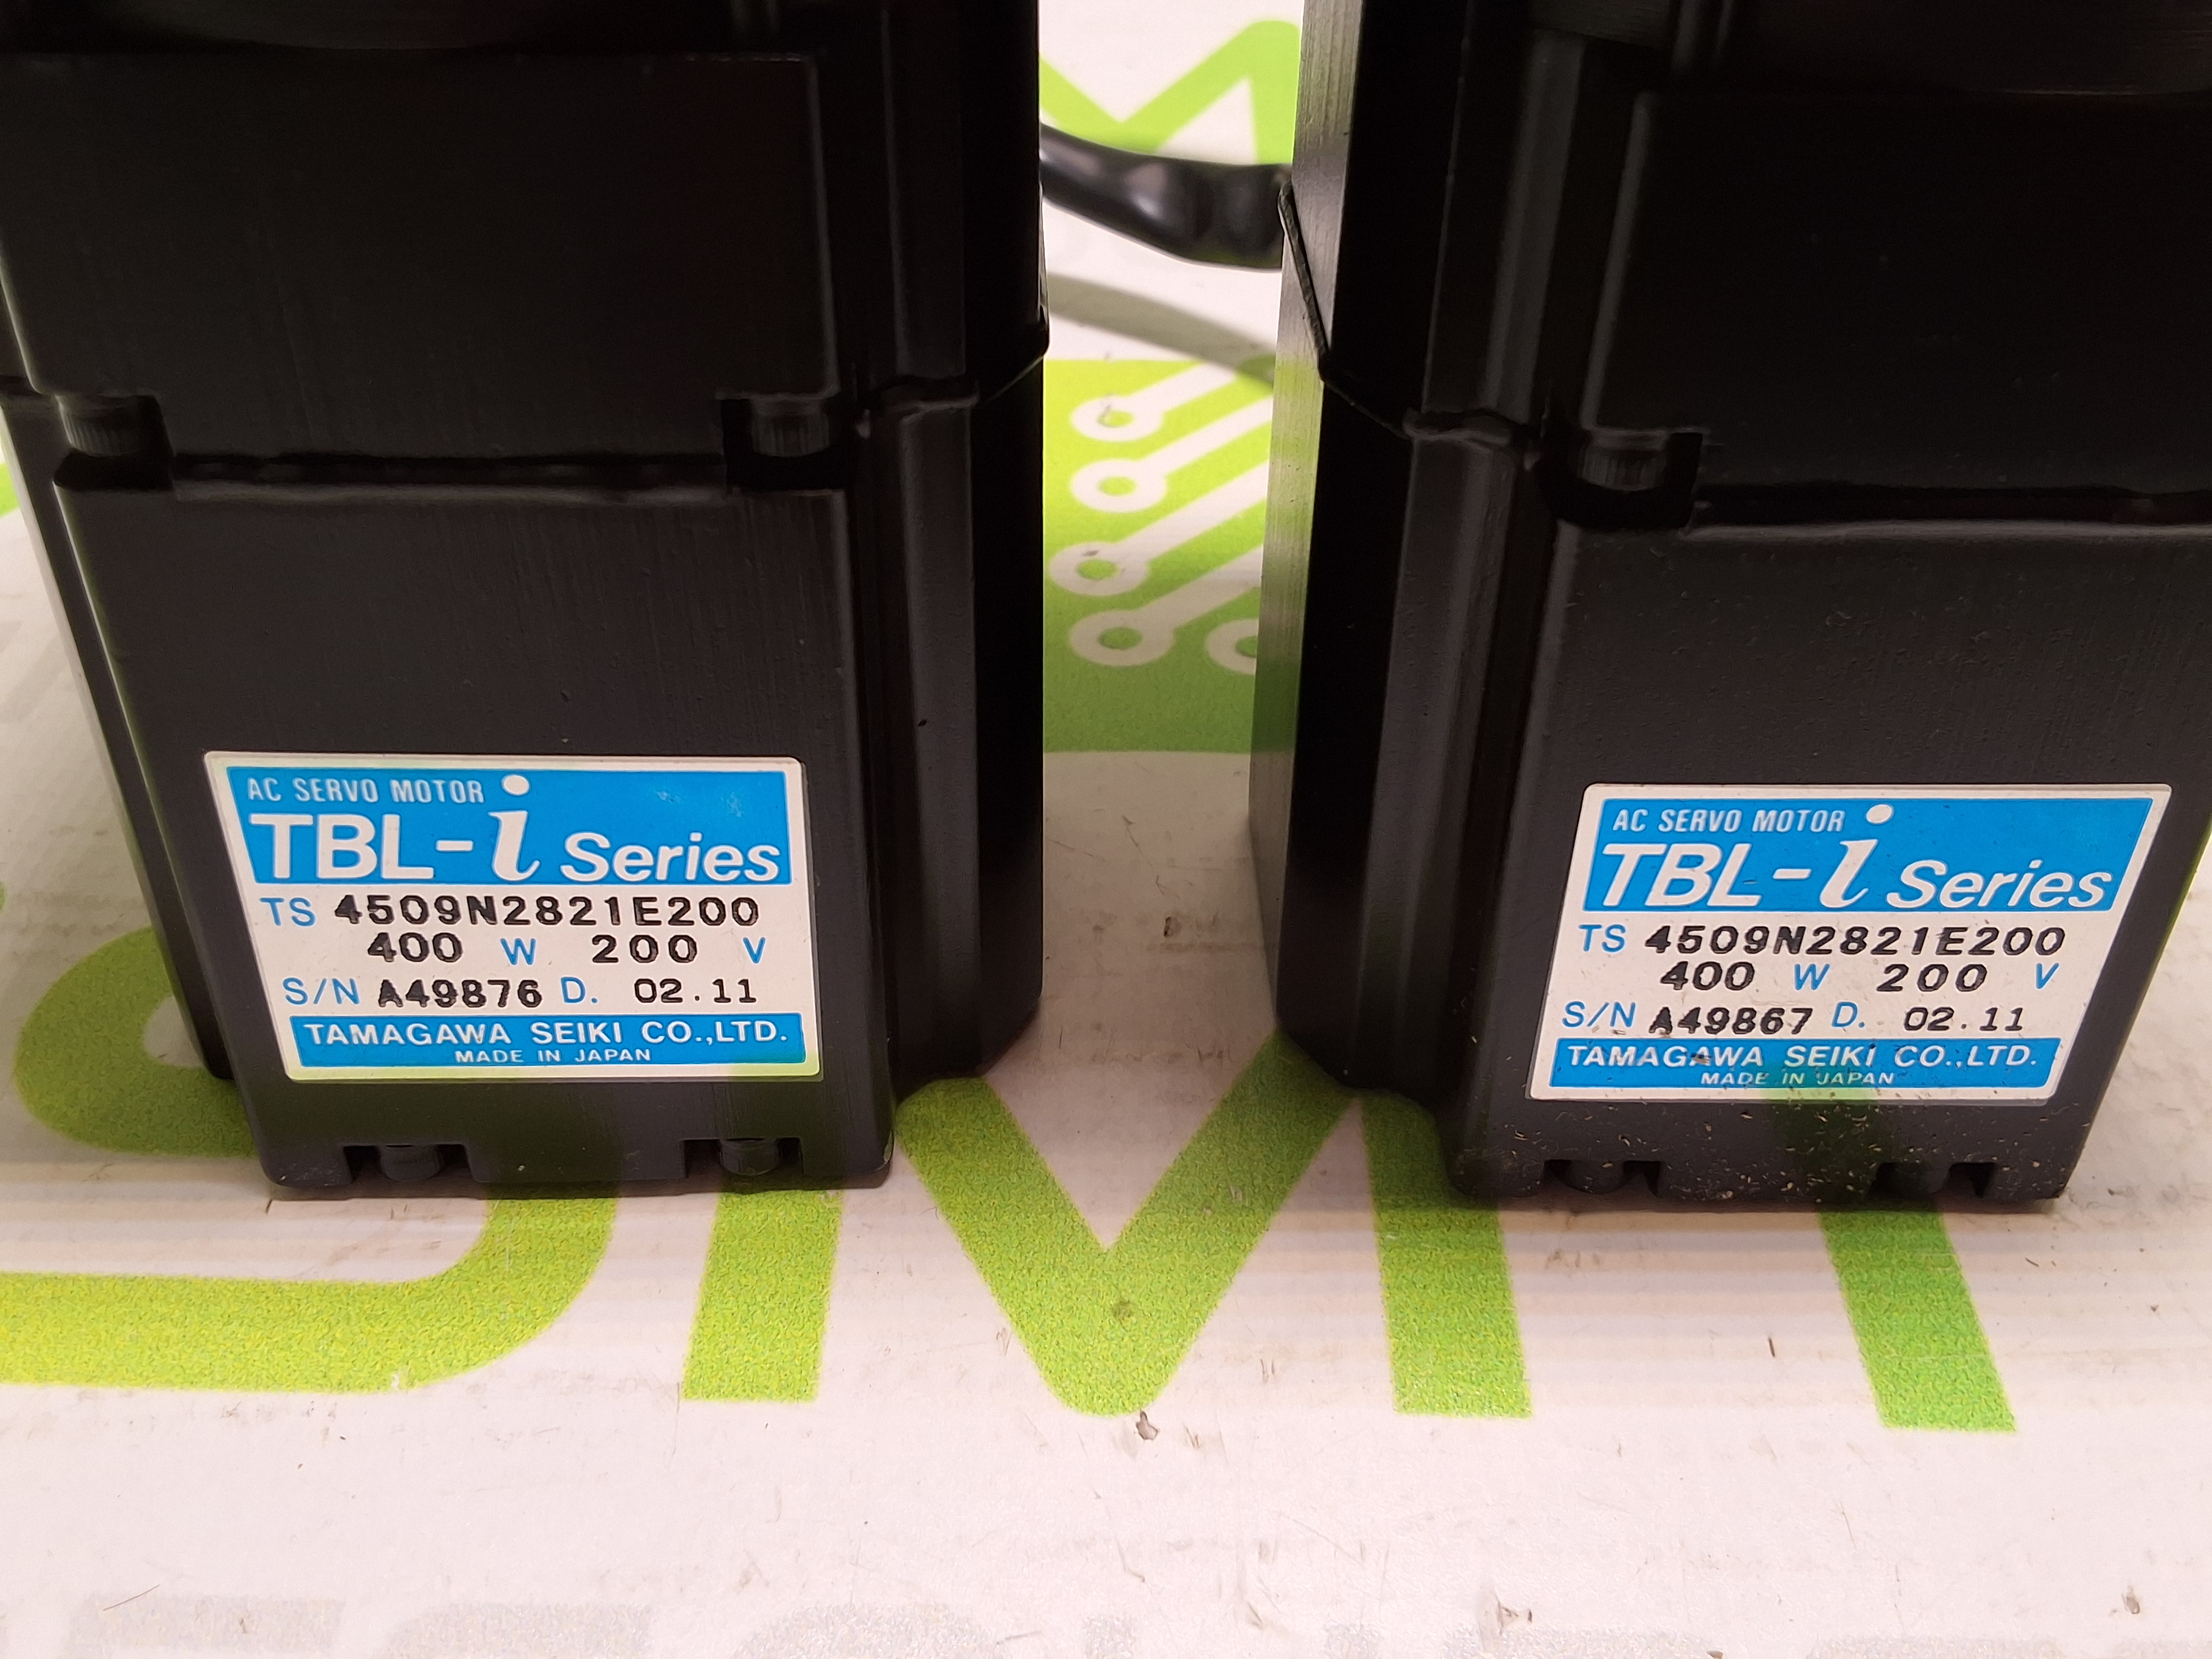 AC SERVO MOTOR
TBL-i Series
TS 4509N2821E200
400 W 200 V
S/N A49876 D. 02.11
TAMAGAWA SEIKI CO.,LTD.
MADE IN JAPAN
AC SERVO MOTOR
TBL-i Series
TS 4509N2821E200
400 W 200 V
S/N A49867 D. 02.11
TAMAGAWA SEIKI CO.,LTD.
MADE IN JAPAN